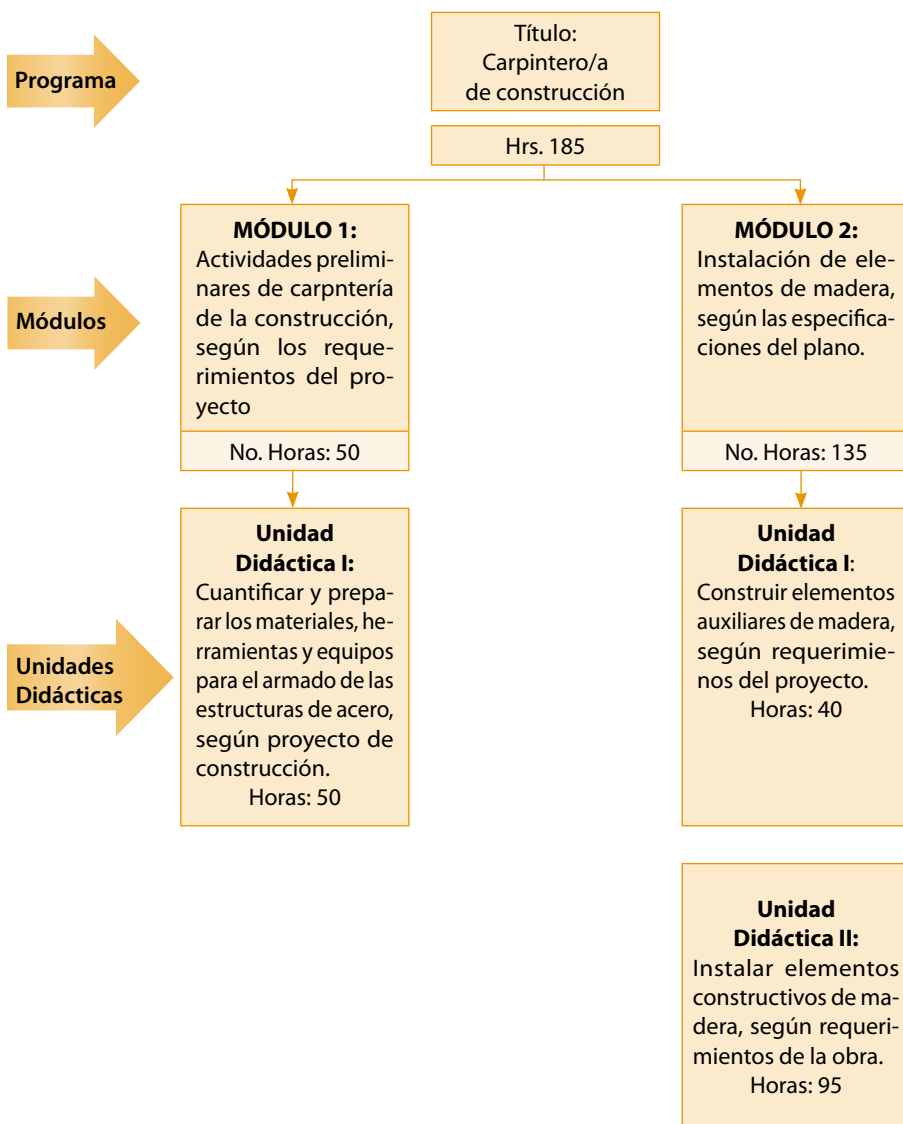 Programa
Título:
Carpintero/a
de construcción
Hrs. 185
Módulos
MÓDULO 1:
Actividades prelimi-
nares de carpntería
de la construcción,
según los reque-
rimientos del pro-
yecto
No. Horas: 50
MÓDULO 2:
Instalación de ele-
mentos de madera,
según las especifica-
ciones del plano.
No. Horas: 135
Unidades
Didácticas
Unidad
Didáctica I:
Cuantificar y prepa-
rar los materiales, he-
rramientas y equipos
para el armado de las
estructuras de acero,
según proyecto de
construcción.
Horas: 50
Unidad
Didáctica I:
Construir elementos
auxiliares de madera,
según requerimie-
nos del proyecto.
Horas: 40
Unidad
Didáctica II:
Instalar elementos
constructivos de ma-
dera, según requeri-
mientos de la obra.
Horas: 95